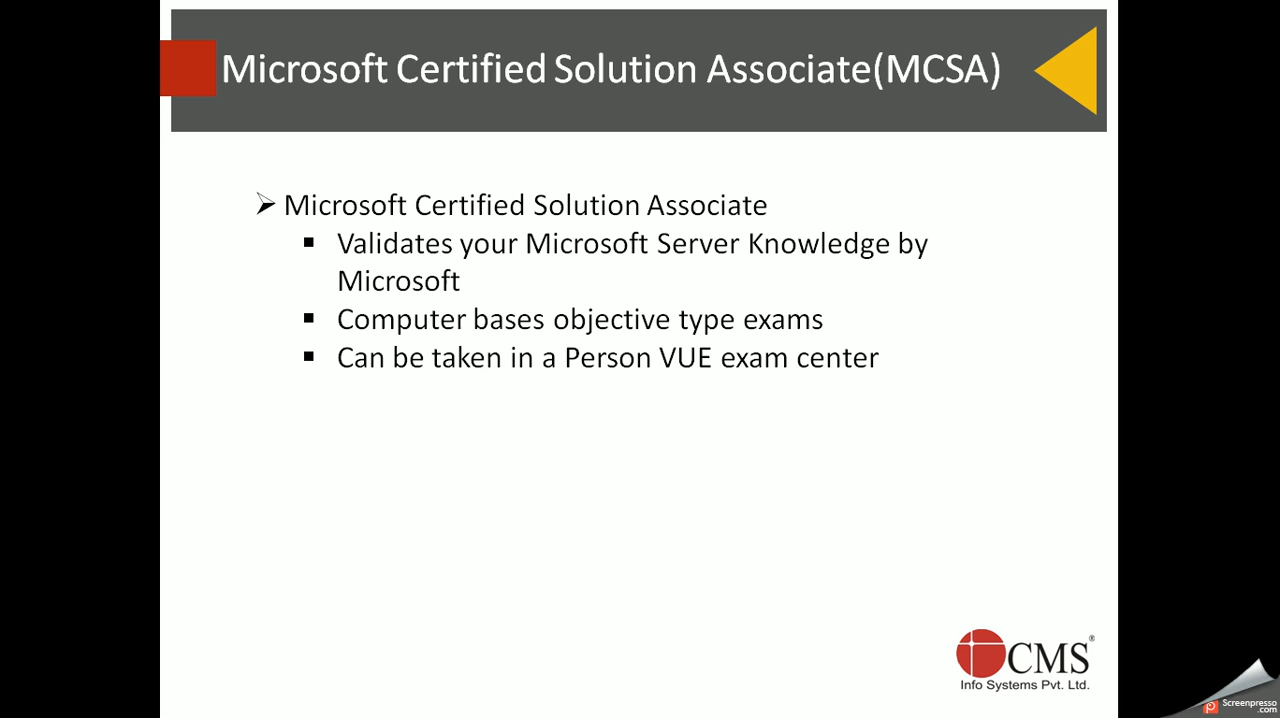 Microsoft Certified Solution Associate(MCSA)
Microsoft Certified Solution Associate
Validates your Microsoft Server Knowledge by
Microsoft
Computer bases objective type exams
Can be taken in a Person VUE exam center
CMS®
Info Systems Pvt. Ltd.
Screenpresso
.com